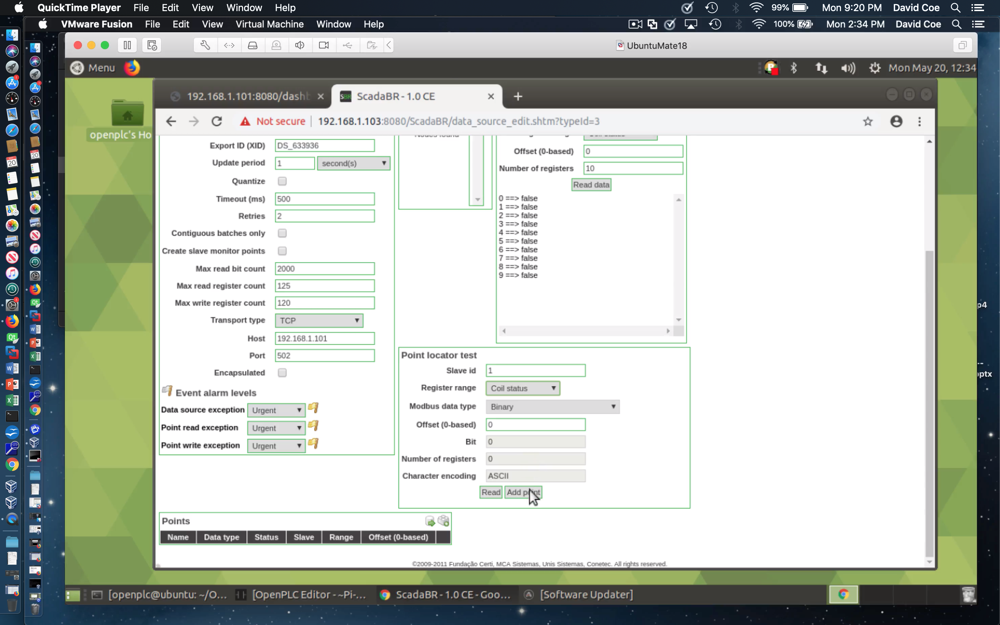 QuickTime Player File Edit View Window Help 99% Mon 9:20 PM David Coe
VMware Fusion File Edit View Virtual Machine Window Help 100% Mon 2:34 PM David Coe
UbuntuMate18
Menu Mon May 20, 12:34
openplc's Ho
192.168.1.101:8080/dashb
SBR ScadaBR - 1.0 CE
Not secure 192.168.1.103:8080/ScadaBR/data_source_edit.shtm?typeId=3
Export ID (XID) DS_633936
Update period 1 second(s)
Quantize
Timeout (ms) 500
Retries 2
Contiguous batches only
Create slave monitor points
Max read bit count 2000
Max read register count 125
Max write register count 120
Transport type TCP
Host 192.168.1.101
Port 502
Encapsulated
Event alarm levels
Data source exception Urgent
Point read exception Urgent
Point write exception Urgent
Offset (0-based) 0
Number of registers 10
Read data
0 ==> false
1 ==> false
2 ==> false
3 ==> false
4 ==> false
5 ==> false
6 ==> false
7 ==> false
8 ==> false
9 ==> false
Point locator test
Slave id 1
Register range Coil status
Modbus data type Binary
Offset (0-based) 0
Bit 0
Number of registers 0
Character encoding ASCII
Read Add point
Points
Name Data type Status Slave Range Offset (0-based)
©2009-2011 Fundação Certi, MCA Sistemas, Unis Sistemas, Conetec. All rights reserved.
[openplc@ubuntu: ~/O... [OpenPLC Editor - ~Pi-... ScadaBR - 1.0 CE - Goo... [Software Updater]
p4
--
pptx